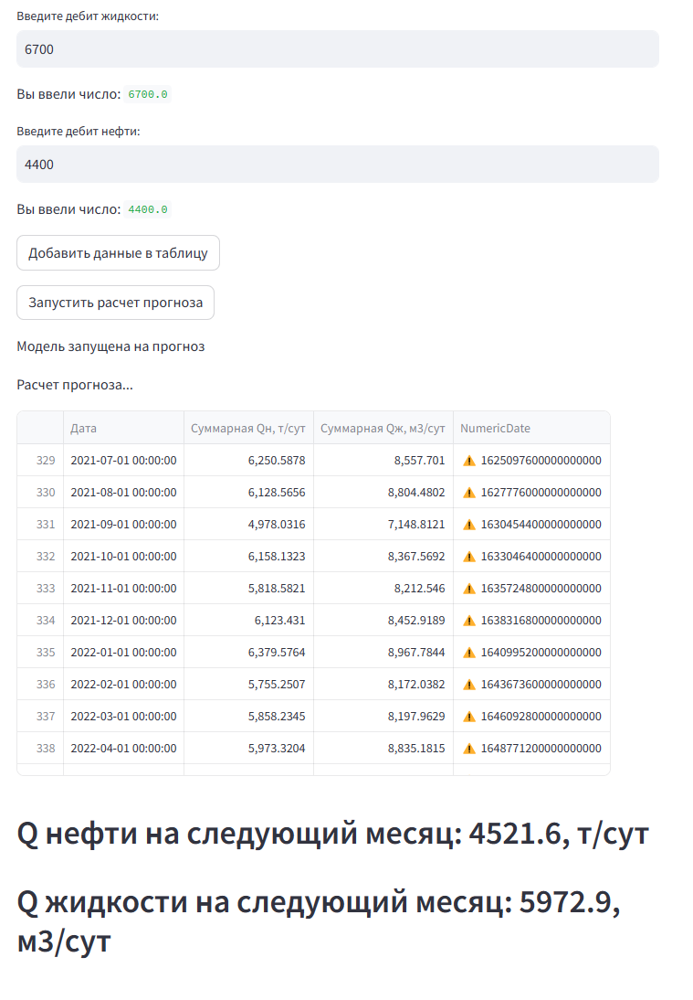 Введите дебит жидкости:
6700
Вы ввели число: 6700.0
Введите дебит нефти:
4400
Вы ввели число: 4400.0
Добавить данные в таблицу
Запустить расчет прогноза
Модель запущена на прогноз
Расчет прогноза...
Дата Суммарная Qн, т/сут Суммарная Qж, м3/сут NumericDate
329 2021-07-01 00:00:00 6,250.5878 8,557.701 ⚠️ 1625097600000000000
330 2021-08-01 00:00:00 6,128.5656 8,804.4802 ⚠️ 1627776000000000000
331 2021-09-01 00:00:00 4,978.0316 7,148.8121 ⚠️ 1630454400000000000
332 2021-10-01 00:00:00 6,158.1323 8,367.5692 ⚠️ 1633046400000000000
333 2021-11-01 00:00:00 5,818.5821 8,212.546 ⚠️ 1635724800000000000
334 2021-12-01 00:00:00 6,123.431 8,452.9189 ⚠️ 1638316800000000000
335 2022-01-01 00:00:00 6,379.5764 8,967.7844 ⚠️ 1640995200000000000
336 2022-02-01 00:00:00 5,755.2507 8,172.0382 ⚠️ 1643673600000000000
337 2022-03-01 00:00:00 5,858.2345 8,197.9629 ⚠️ 1646092800000000000
338 2022-04-01 00:00:00 5,973.3204 8,835.1815 ⚠️ 1648771200000000000
Q нефти на следующий месяц: 4521.6, т/сут
Q жидкости на следующий месяц: 5972.9,
м3/сут